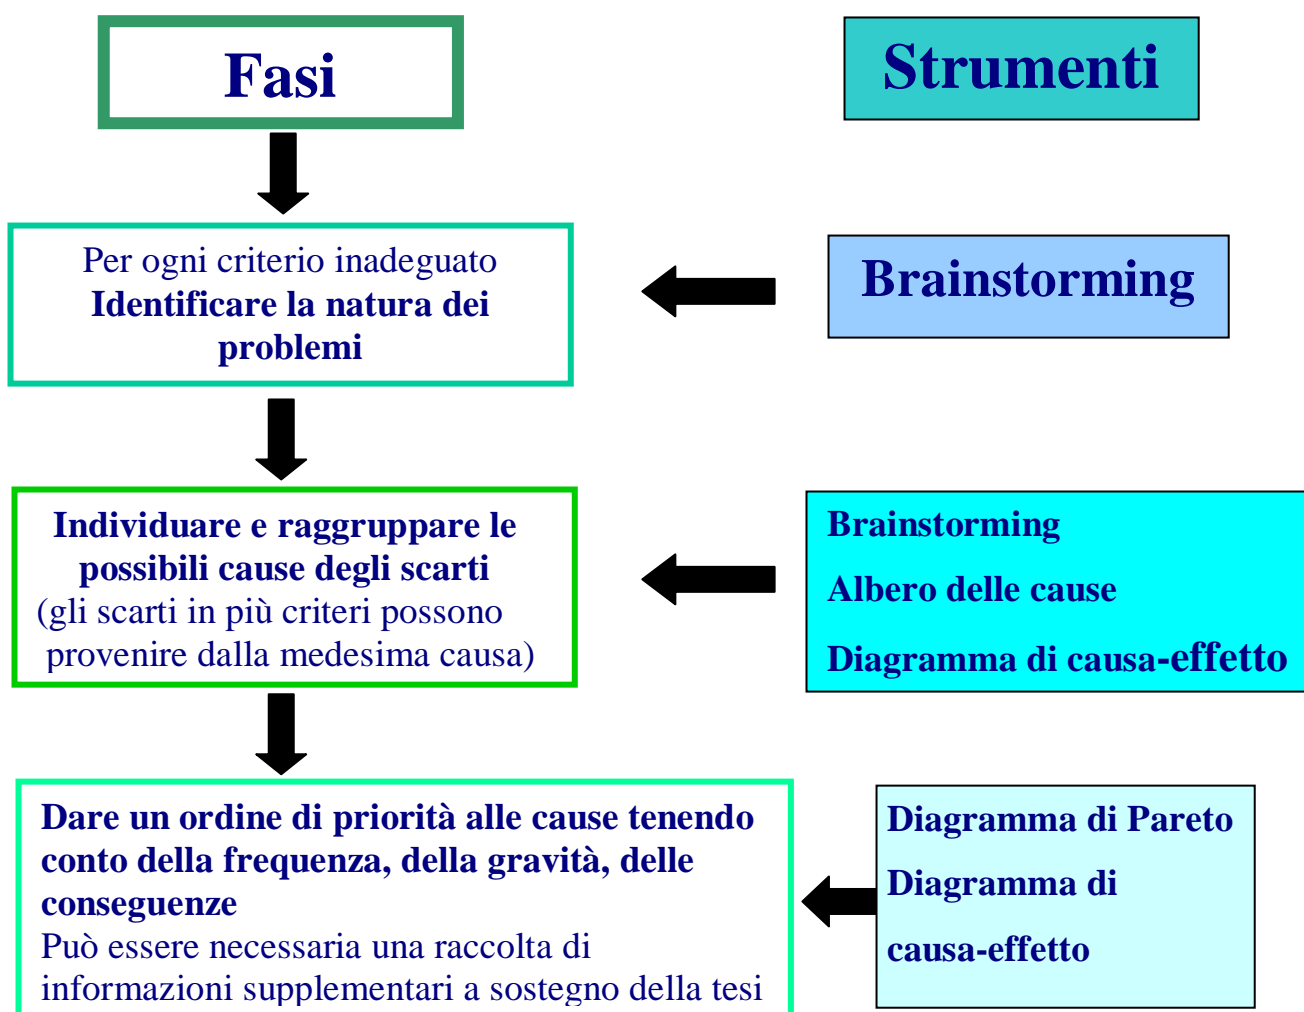 Fasi
Strumenti
Per ogni criterio inadeguato
Identificare la natura dei
problemi
Brainstorming
Individuare e raggruppare le
possibili cause degli scarti
(gli scarti in più criteri possono
provenire dalla medesima causa)
Brainstorming
Albero delle cause
Diagramma di causa-effetto
Dare un ordine di priorità alle cause tenendo
conto della frequenza, della gravità, delle
conseguenze
Può essere necessaria una raccolta di
informazioni supplementari a sostegno della tesi
Diagramma di Pareto
Diagramma di
causa-effetto